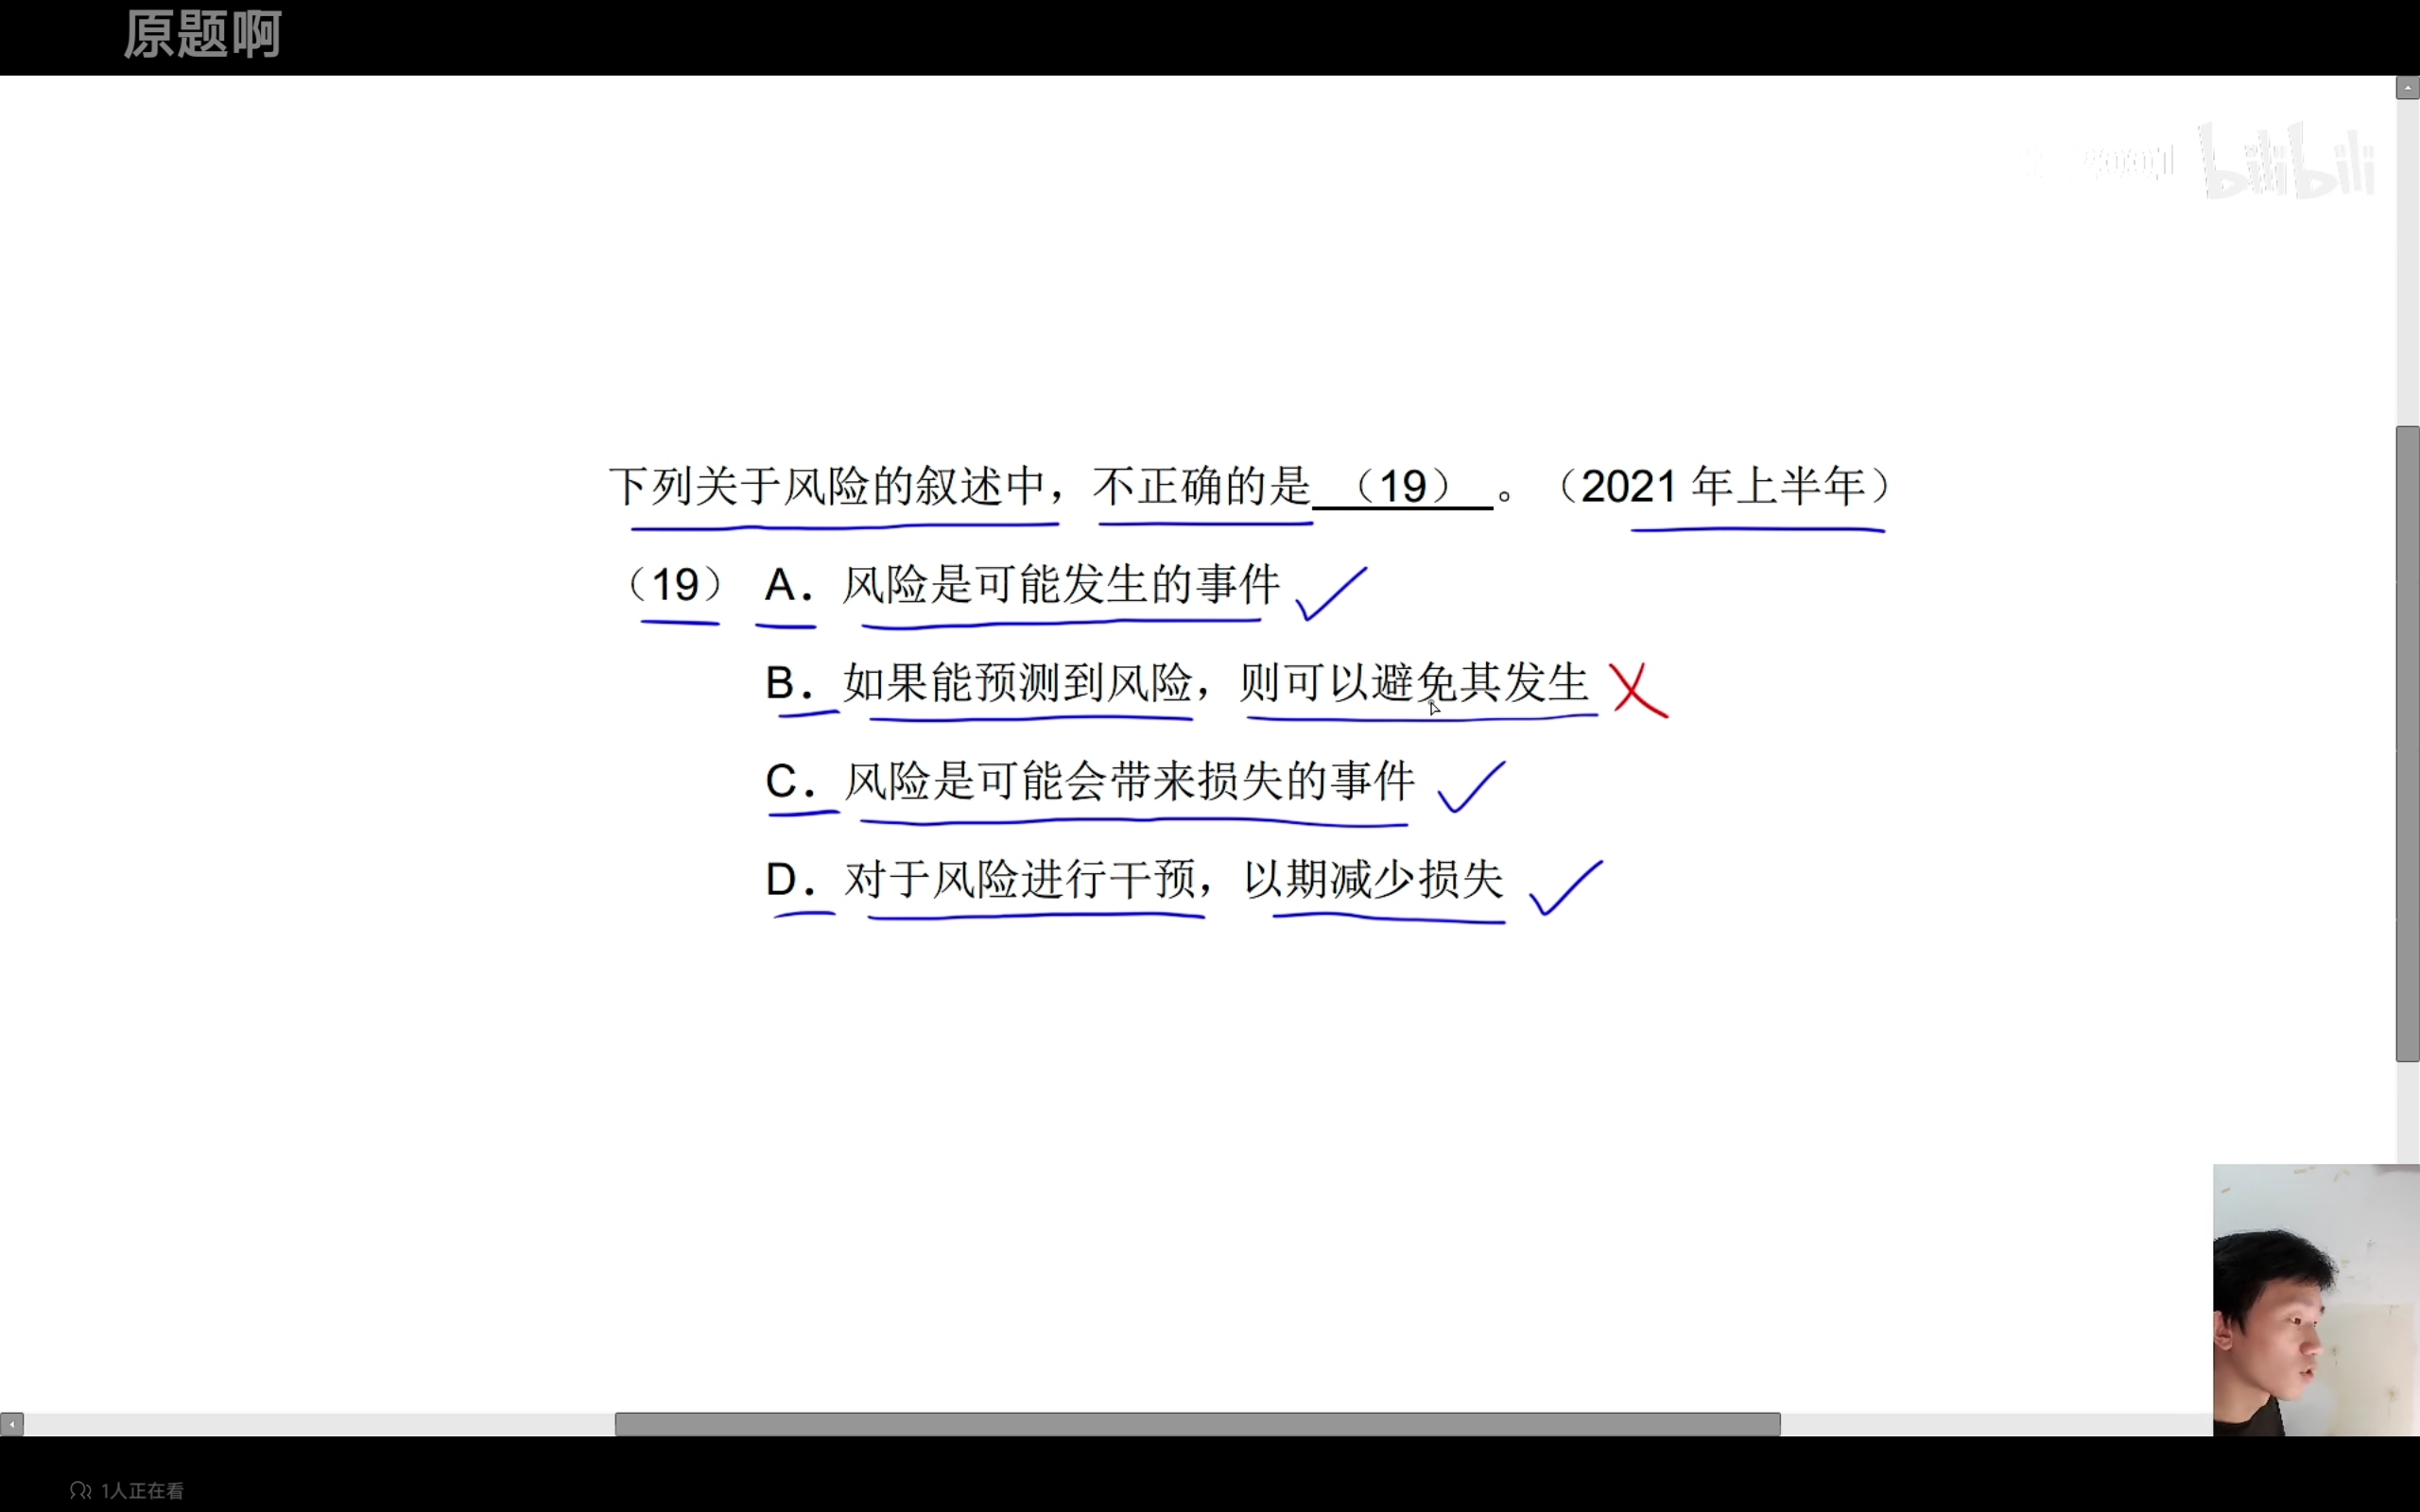 原题啊
bilibili
下列关于风险的叙述中，不正确的是（19）。（2021 年上半年）
（19） A．风险是可能发生的事件
B．如果能预测到风险，则可以避免其发生
C．风险是可能会带来损失的事件
D．对于风险进行干预，以期减少损失
1人正在看